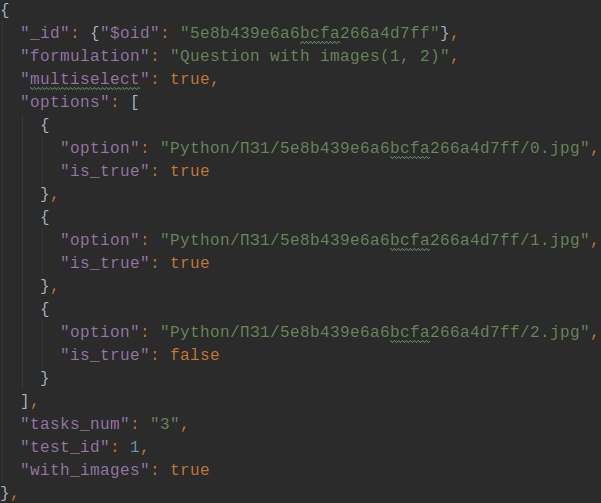 {
  "_id": {"$oid": "5e8b439e6a6bcfa266a4d7ff"},
  "formulation": "Question with images(1, 2)",
  "multiselect": true,
  "options": [
    {
      "option": "Python/П31/5e8b439e6a6bcfa266a4d7ff/0.jpg",
      "is_true": true
    },
    {
      "option": "Python/П31/5e8b439e6a6bcfa266a4d7ff/1.jpg",
      "is_true": true
    },
    {
      "option": "Python/П31/5e8b439e6a6bcfa266a4d7ff/2.jpg",
      "is_true": false
    }
  ],
  "tasks_num": "3",
  "test_id": 1,
  "with_images": true
},